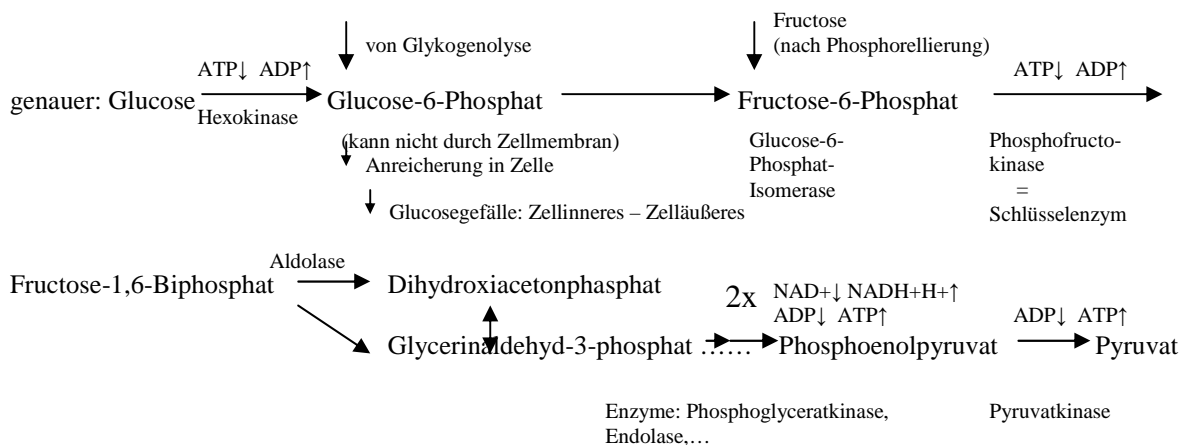 von Glykogenolyse
Fructose
(nach Phosphorellierung)
ATP↓ ADP↑
ATP↓ ADP↑
genauer: Glucose
Glucose-6-Phosphat
Fructose-6-Phosphat
Hexokinase
(kann nicht durch Zellmembran)
Anreicherung in Zelle
Glucosegefälle: Zellinneres – Zelläußeres
Glucose-6-
Phosphat-
Isomerase
Phosphofructo-
kinase
=
Schlüsselenzym
Aldolase
Fructose-1,6-Biphosphat
Dihydroxiacetonphasphat
2x
NAD+↓ NADH+H+↑
ADP↓ ATP↑
ADP↓ ATP↑
Glycerinaldehyd-3-phosphat ……
Phosphoenolpyruvat
Pyruvat
Enzyme: Phosphoglyceratkinase,
Endolase,…
Pyruvatkinase